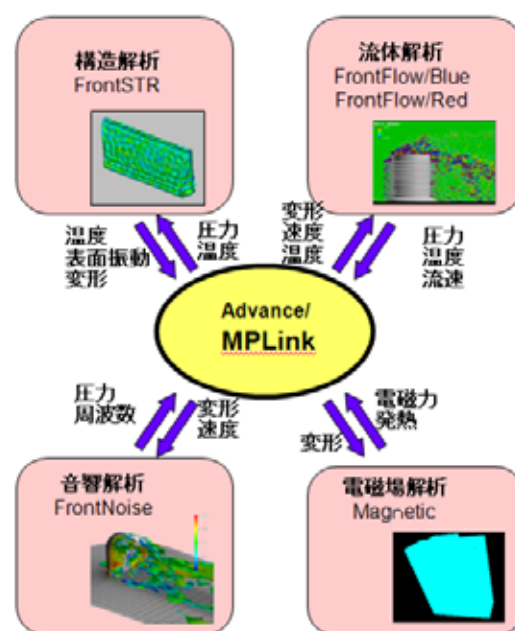 構造解析
FrontSTR
流体解析
FrontFlow/Blue
FrontFlow/Red
温度
表面振動
変形
圧力
温度
変形
速度
温度
圧力
温度
流速
Advance/
MPLink
圧力
周波数
変形
速度
変形
電磁力
発熱
音響解析
FrontNoise
電磁場解析
Magnetic